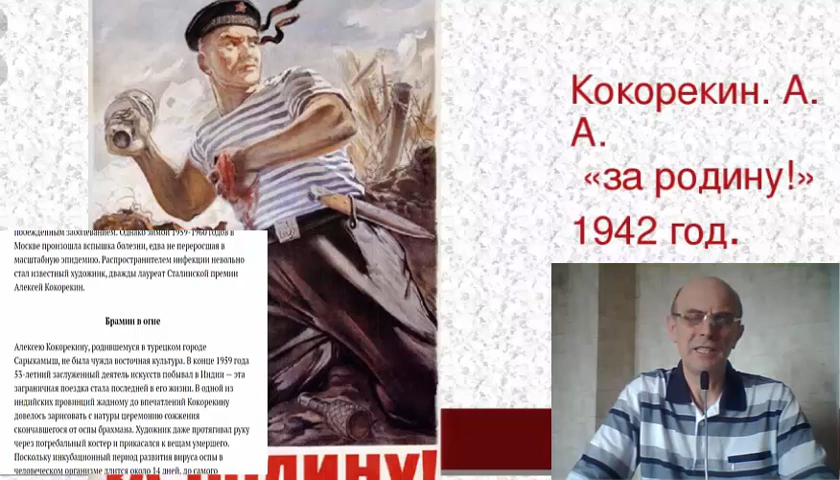 Кокорекин. А.
А.
«за родину!»
1942 год.
побежденным заболеванием. Однако зимой 1959-1960 годов в
Москве произошла вспышка болезни, едва не переросшая в
масштабную эпидемию. Распространителем инфекции невольно
стал известный художник, дважды лауреат Сталинской премии
Алексей Кокорекин.
Брамин в огне
Алексею Кокорекину, родившемуся в турецком городе
Сарыкамыш, не была чужда восточная культура. В конце 1959 года
53-летний заслуженный деятель искусств побывал в Индии — эта
заграничная поездка стала последней в его жизни. В одной из
индийских провинций жадному до впечатлений Кокорекину
довелось зарисовать с натуры церемонию сожжения
скончавшегося от оспы брахмана. Художник даже протягивал руку
через погребальный костер и прикасался к вещам умершего.
Поскольку инкубационный период развития вируса оспы в
человеческом организме длится около 14 дней, до самого
РОДИНУ!